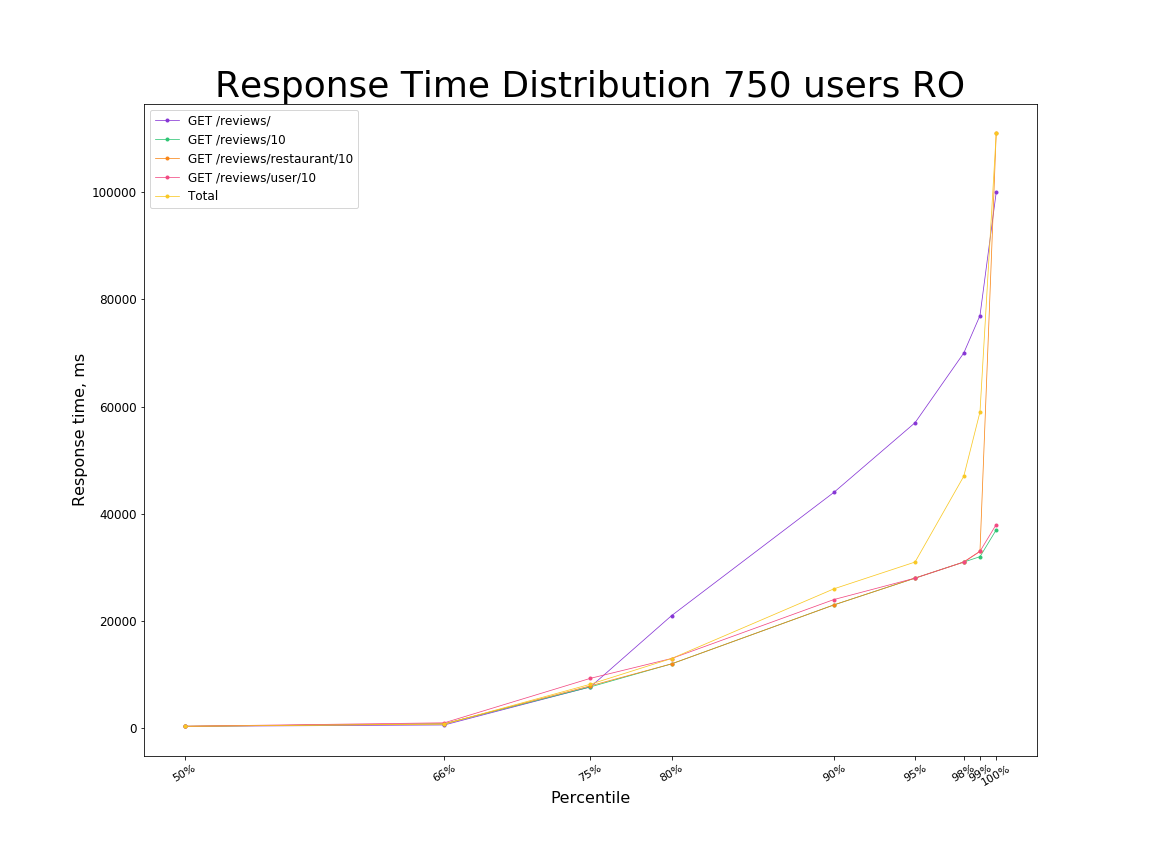 Response Time Distribution 750 users RO
GET /reviews/
GET /reviews/10
GET /reviews/restaurant/10
GET /reviews/user/10
Total
100000
80000
60000
40000
20000
0
Response time, ms
50% 66% 75% 80% 90% 95% 98% 99% 100%
Percentile